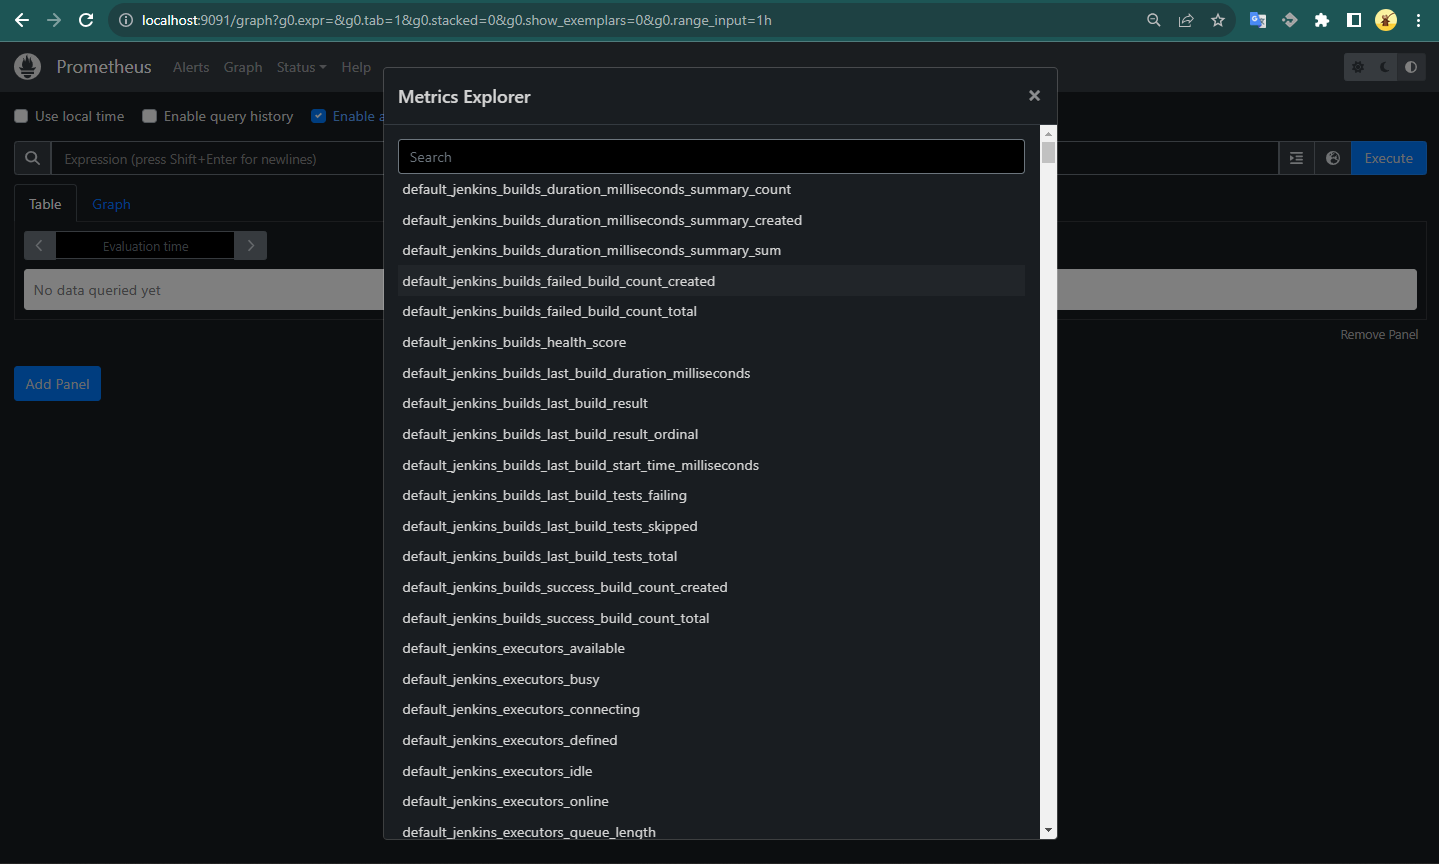 localhost:9091/graph?g0.expr=&g0.tab=1&g0.stacked=0&g0.show_exemplars=0&g0.range_input=1h
Prometheus Alerts Graph Status Help
Metrics Explorer
Use local time Enable query history Enable a
Expression (press Shift+Enter for newlines)
Execute
Search
Table Graph
Evaluation time
No data queried yet
Remove Panel
Add Panel
default_jenkins_builds_duration_milliseconds_summary_count
default_jenkins_builds_duration_milliseconds_summary_created
default_jenkins_builds_duration_milliseconds_summary_sum
default_jenkins_builds_failed_build_count_created
default_jenkins_builds_failed_build_count_total
default_jenkins_builds_health_score
default_jenkins_builds_last_build_duration_milliseconds
default_jenkins_builds_last_build_result
default_jenkins_builds_last_build_result_ordinal
default_jenkins_builds_last_build_start_time_milliseconds
default_jenkins_builds_last_build_tests_failing
default_jenkins_builds_last_build_tests_skipped
default_jenkins_builds_last_build_tests_total
default_jenkins_builds_success_build_count_created
default_jenkins_builds_success_build_count_total
default_jenkins_executors_available
default_jenkins_executors_busy
default_jenkins_executors_connecting
default_jenkins_executors_defined
default_jenkins_executors_idle
default_jenkins_executors_online
default_jenkins_executors_queue_length